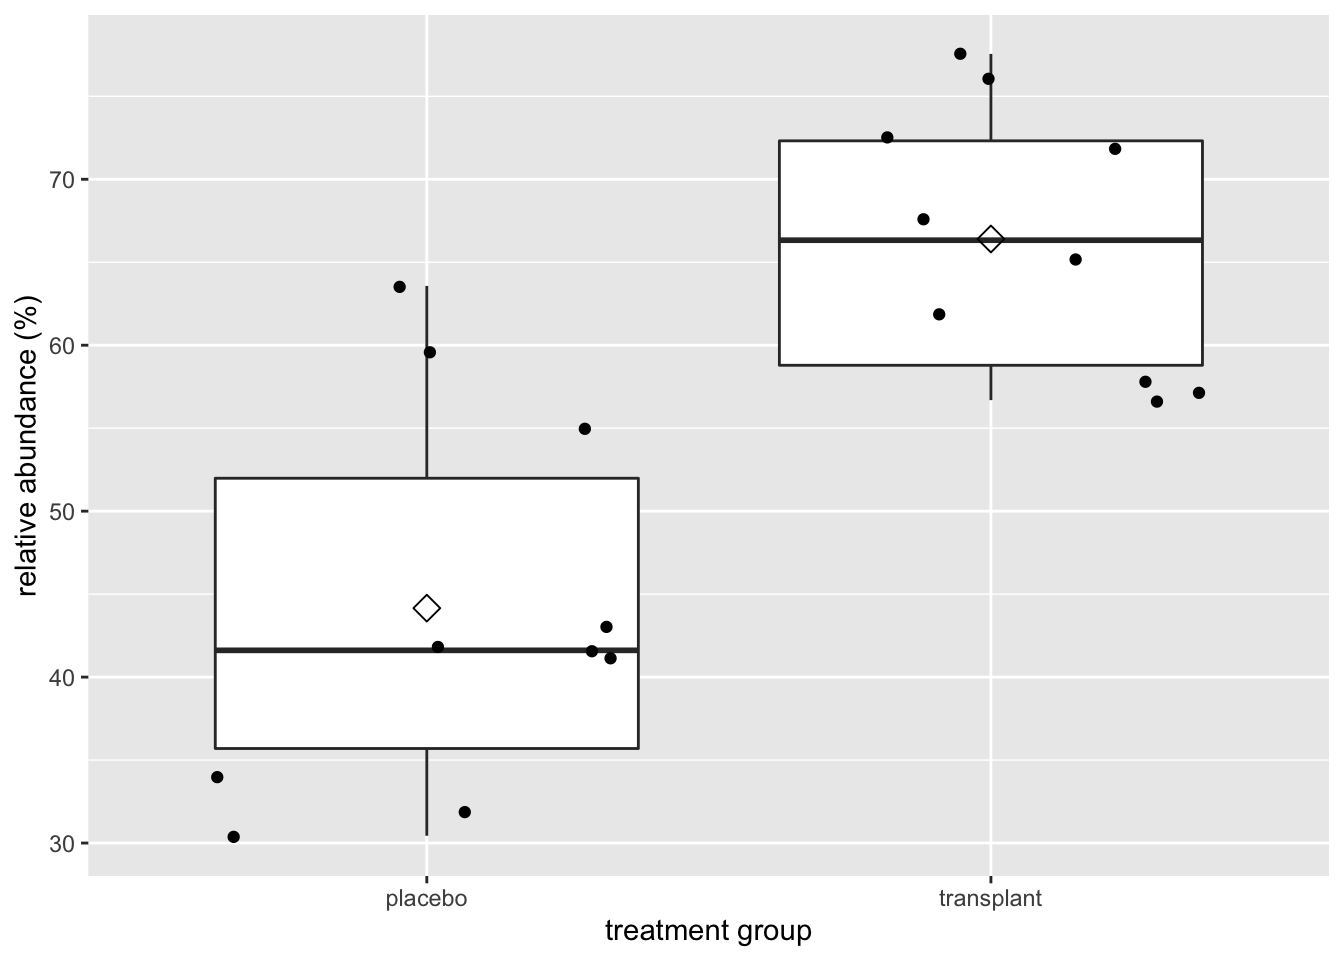 relative abundance (%)
70
60
50
40
30
placebo
transplant
treatment group